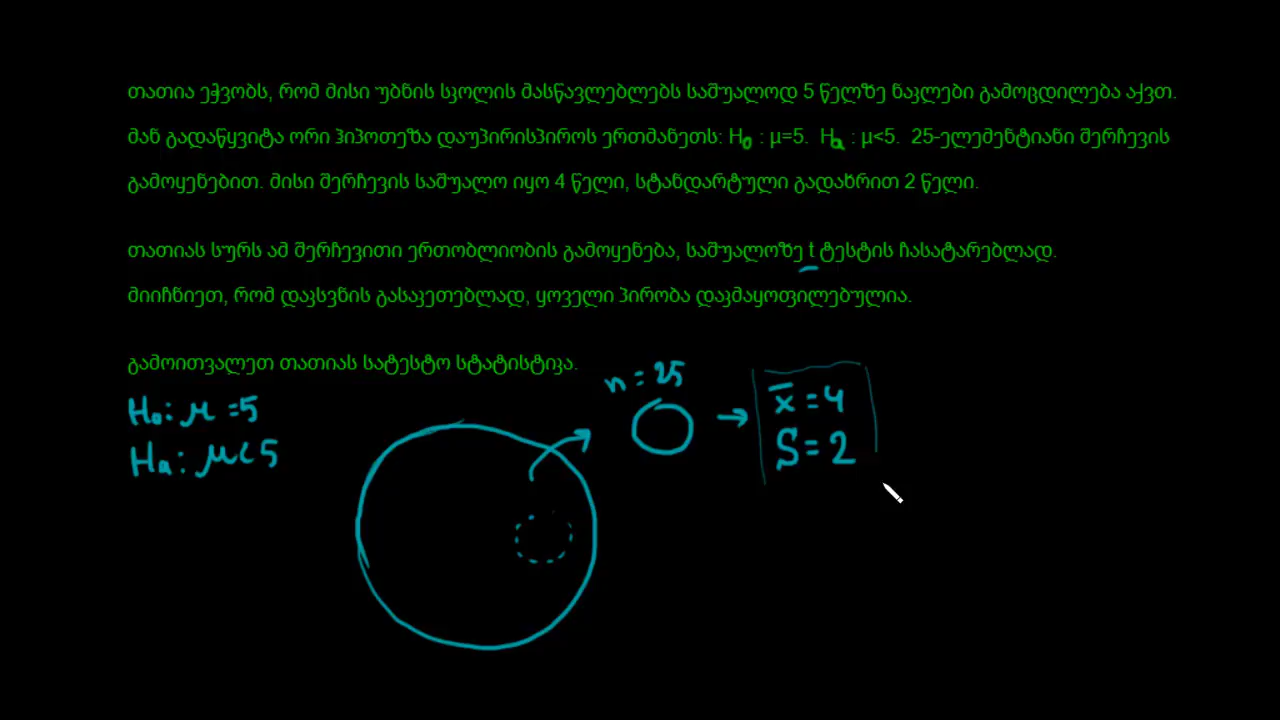 თათია ეჭვობს, რომ მისი უბნის სკოლის მასწავლებლებს საშუალოდ 5 წელზე ნაკლები გამოცდილება აქვთ.
მან გადაწყვიტა ორი ჰიპოთეზა დაუპირისპიროს ერთმანეთს: H₀ : µ=5. Hₐ : µ<5. 25-ელემენტიანი შერჩევის
გამოყენებით. მისი შერჩევის საშუალო იყო 4 წელი, სტანდარტული გადახრით 2 წელი.
თათიას სურს ამ შერჩევითი ერთობლიობის გამოყენება, საშუალოზე t ტესტის ჩასატარებლად.
მიიჩნიეთ, რომ დაკსვნის გასაკეთებლად, ყოველი პირობა დაკმაყოფილებულია.
გამოითვალეთ თათიას სატესტო სტატისტიკა.
n = 25
H₀: µ = 5
x̄ = 4
Hₐ: µ < 5
S = 2